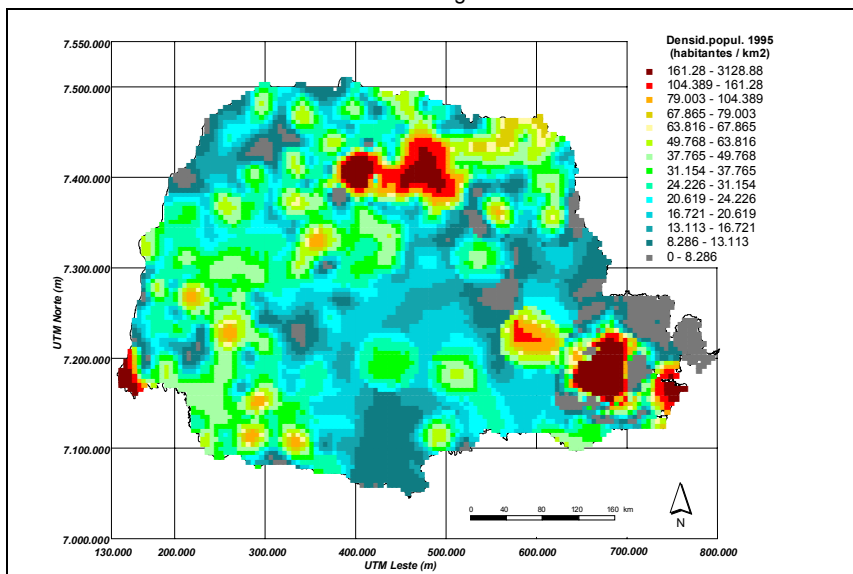 Densid.popul. 1995
(habitantes / km2)
161.28 - 3128.88
104.389 - 161.28
79.003 - 104.389
67.865 - 79.003
63.816 - 67.865
49.768 - 63.816
37.765 - 49.768
31.154 - 37.765
24.226 - 31.154
20.619 - 24.226
16.721 - 20.619
13.113 - 16.721
8.286 - 13.113
0 - 8.286
7.550.000
7.500.000
7.400.000
7.300.000
7.200.000
7.100.000
7.000.000
UTM Norte (m)
0 40 80 120 160 km
N
130.000 200.000 300.000 400.000 500.000 600.000 700.000 800.000
UTM Leste (m)